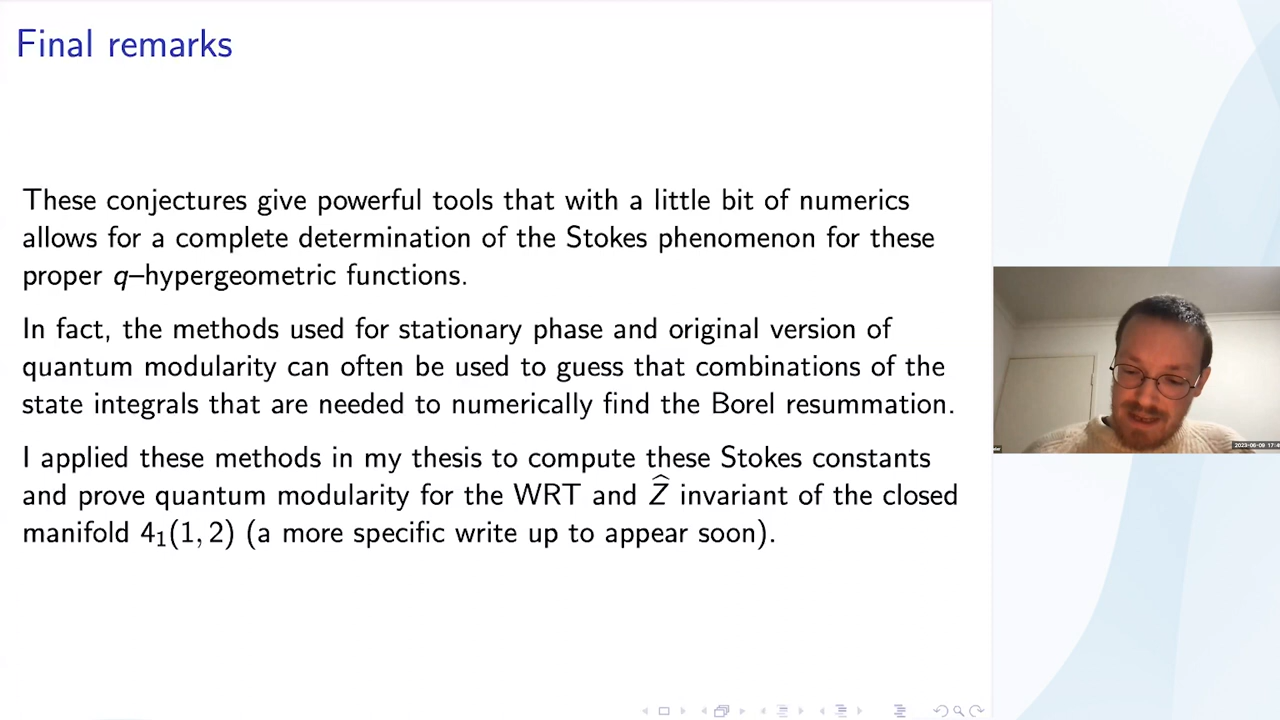 Final remarks
These conjectures give powerful tools that with a little bit of numerics
allows for a complete determination of the Stokes phenomenon for these
proper q–hypergeometric functions.
In fact, the methods used for stationary phase and original version of
quantum modularity can often be used to guess that combinations of the
state integrals that are needed to numerically find the Borel resummation.
I applied these methods in my thesis to compute these Stokes constants
and prove quantum modularity for the WRT and Ẑ invariant of the closed
manifold 4₁(1, 2) (a more specific write up to appear soon).